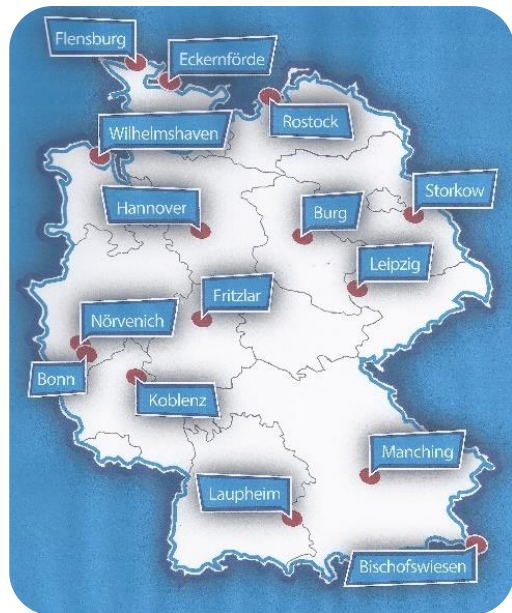 Flensburg
Eckernförde
Rostock
Wilhelmshaven
Storkow
Hannover
Burg
Leipzig
Fritzlar
Nörvenich
Bonn
Koblenz
Manching
Laupheim
Bischofswiesen